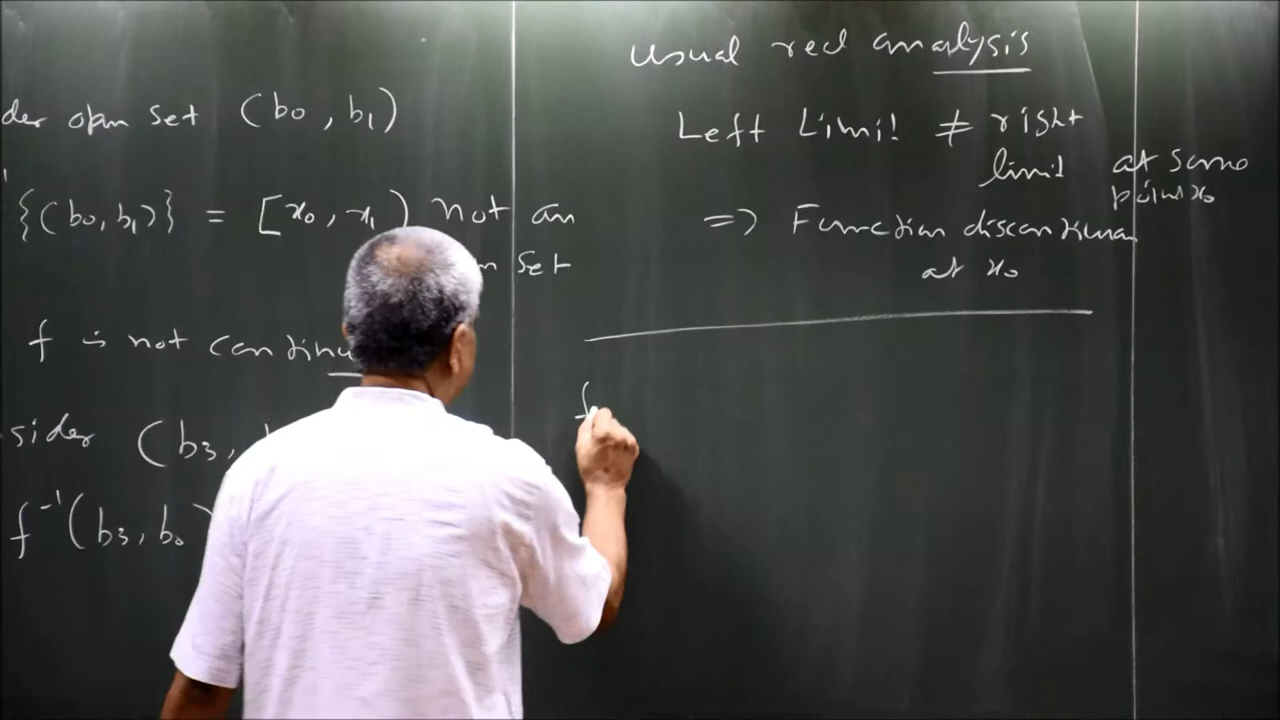 der open set (b0, b1)
{(b0, b1)} = [x0, x1) not an
n set
f is not continu
sider (b3,
f⁻¹(b3, b0)
usual real analysis
Left Limit ≠ right
limit at same
point x0
=> Function discontinuous
at x0
f